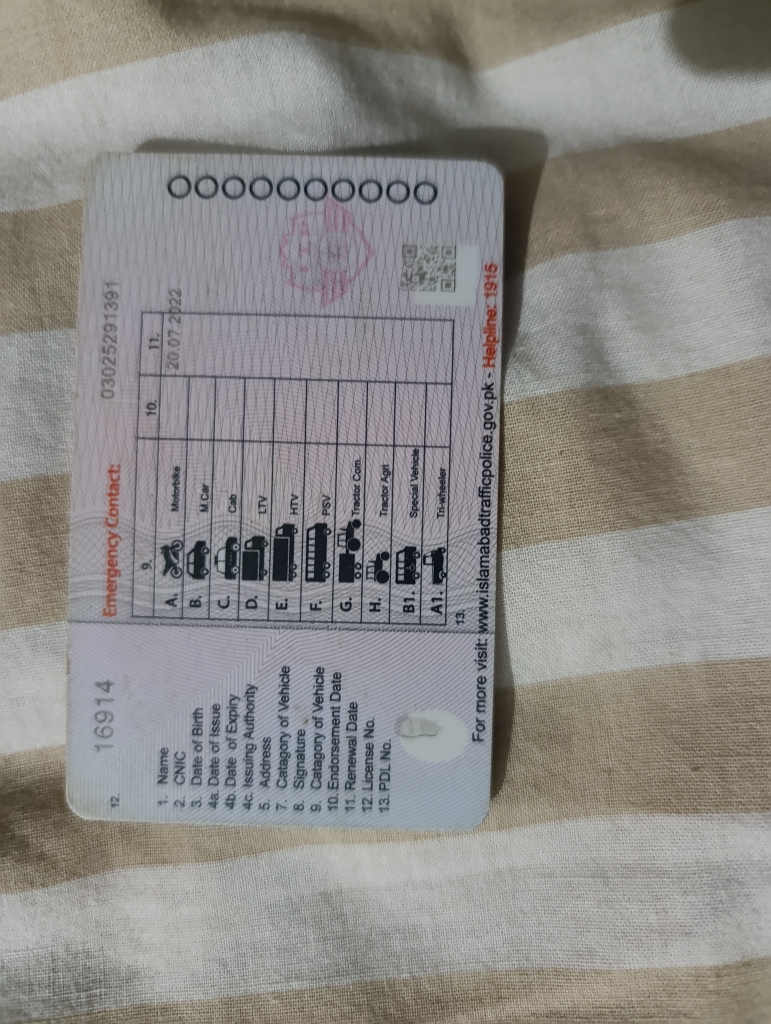 12. 16914
Emergency Contact: 03025291391
1. Name
2. CNIC
3. Date of Birth
4a. Date of Issue
4b. Date of Expiry
4c. Issuing Authority
5. Address
7. Catagory of Vehicle
8. Signature
9. Catagory of Vehicle
10. Endorsement Date
11. Renewal Date
12. License No.
13. PDL No.
9. 10. 11.
A. Motorbike 20.07.2022
B. M.Car
C. Cab
D. LTV
E. HTV
F. PSV
G. Tractor Com.
H. Tractor Agri
B1. Special Vehicle
A1. Tri-wheeler
13.
For more visit: www.islamabadtrafficpolice.gov.pk - Helpline: 1915